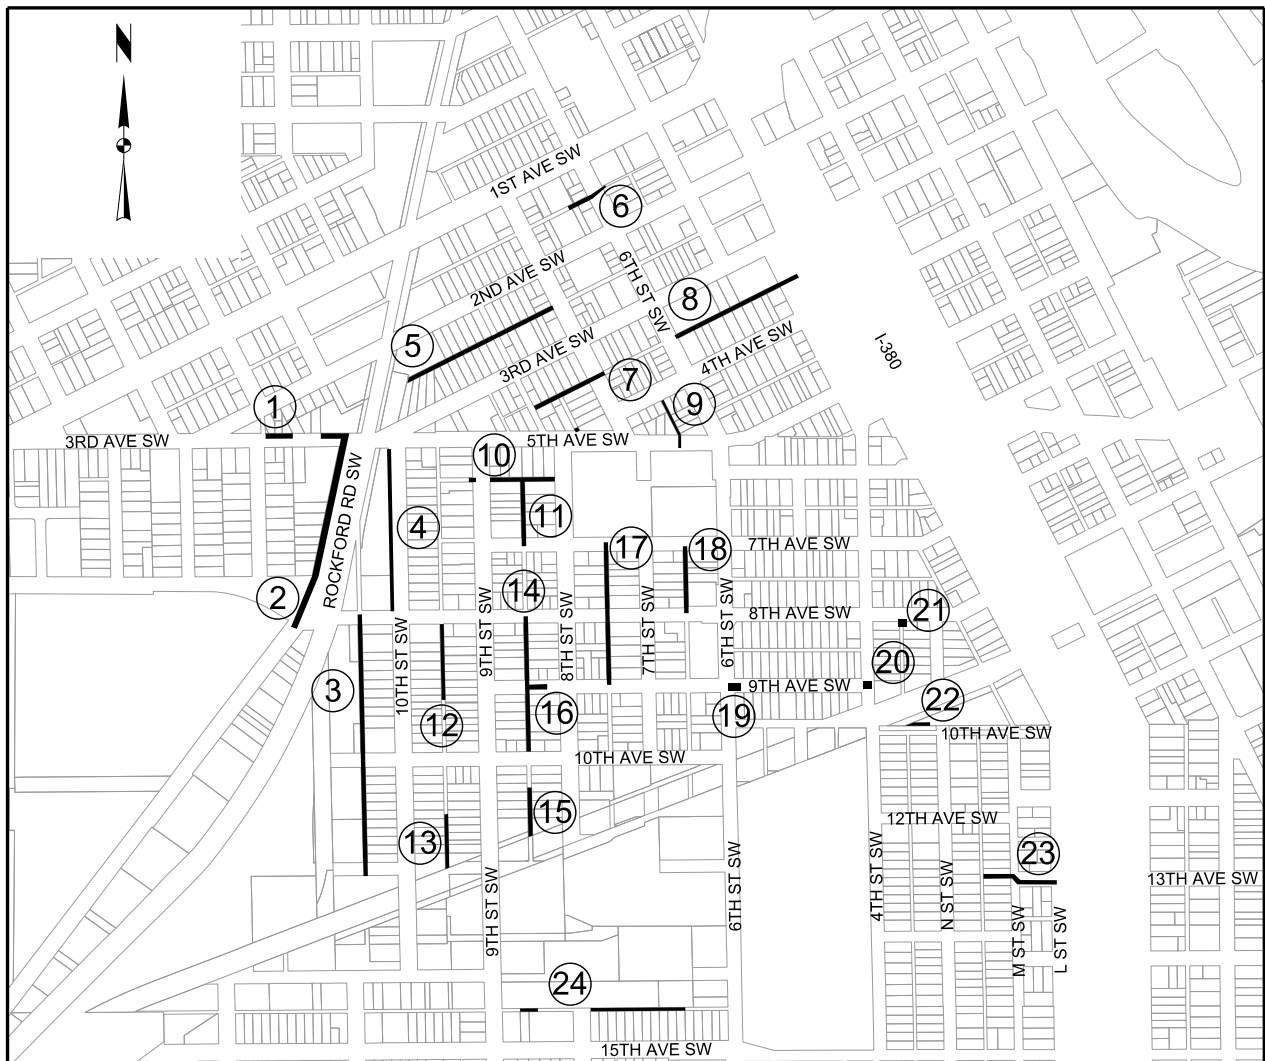 N
1ST AVE SW
6
2ND AVE SW
6TH ST SW
8
5
3RD AVE SW
4TH AVE SW
I-380
7
1
9
3RD AVE SW
5TH AVE SW
10
ROCKFORD RD SW
4
11
17
18
7TH AVE SW
2
14
10TH ST SW
9TH ST SW
8TH ST SW
7TH ST SW
6TH ST SW
8TH AVE SW
21
20
3
9TH AVE SW
12
16
19
22
10TH AVE SW
10TH AVE SW
13
15
12TH AVE SW
23
13TH AVE SW
9TH ST SW
6TH ST SW
4TH ST SW
N ST SW
M ST SW
L ST SW
24
15TH AVE SW